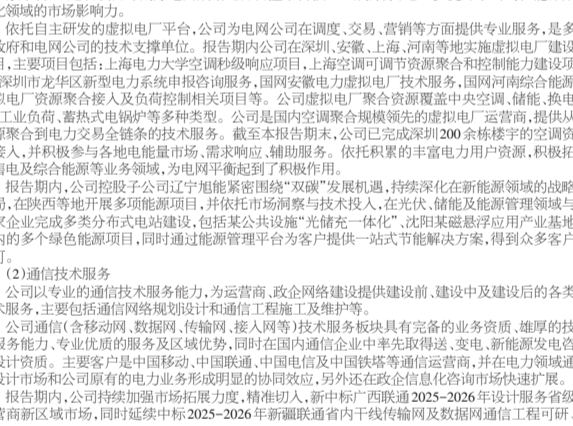 化领域的市场影响力。
依托自主研发的虚拟电厂平台，公司为电网公司在调度、交易、营销等方面提供专业服务，是多
政府和电网公司的技术支撑单位。报告期内公司在深圳、安徽、上海、河南等地实施虚拟电厂建设
目，主要项目包括：上海电力大学空调秒级响应项目，上海空调可调节资源聚合和控制能力建设项
深圳市龙华区新型电力系统申报咨询服务，国网安徽电力虚拟电厂技术服务，国网河南综合能源
拟电厂资源聚合接入及负荷控制相关项目等。公司虚拟电厂聚合资源覆盖中央空调、储能、换电
工业负荷、蓄热式电锅炉等多种类型。公司是国内空调聚合规模领先的虚拟电厂运营商，提供从
源聚合到电力交易全链条的技术服务。截至本报告期末，公司已完成深圳200余栋楼宇的空调资
接入，并积极参与各地电能量市场、需求响应、辅助服务。依托积累的丰富电力用户资源，积极拓
售电及综合能源等业务领域，为电网平衡起到了积极作用。
报告期内，公司控股子公司辽宁旭能紧密围绕“双碳”发展机遇，持续深化在新能源领域的战略
局，在陕西等地开展多项能源项目，并依托市场洞察与技术投入，在光伏、储能及能源管理领域与
家企业完成多类分布式电站建设，包括某公共设施“光储充一体化”、沈阳某磁悬浮应用产业基地
内的多个绿色能源项目，同时通过能源管理平台为客户提供一站式节能解决方案，得到众多客户
可。
（2）通信技术服务
公司以专业的通信技术服务能力，为运营商、政企网络建设提供建设前、建设中及建设后的各类
术服务，主要包括通信网络规划设计和通信工程施工及维护等。
公司通信（含移动网、数据网、传输网、接入网等）技术服务板块具有完备的业务资质、雄厚的技
服务能力、专业优质的服务及区域优势，同时在国内通信企业中率先取得送、变电、新能源发电咨
设计资质。主要客户是中国移动、中国联通、中国电信及中国铁塔等通信运营商，并在电力领域通
设计市场和公司原有的电力业务形成明显的协同效应，另外还在政企信息化咨询市场快速扩展。
报告期内，公司持续加强市场拓展力度，精准切入，新中标广西联通2025-2026年设计服务省级
营商新区域市场，同时延续中标2025-2026年新疆联通省内干线传输网及数据网通信工程可研、